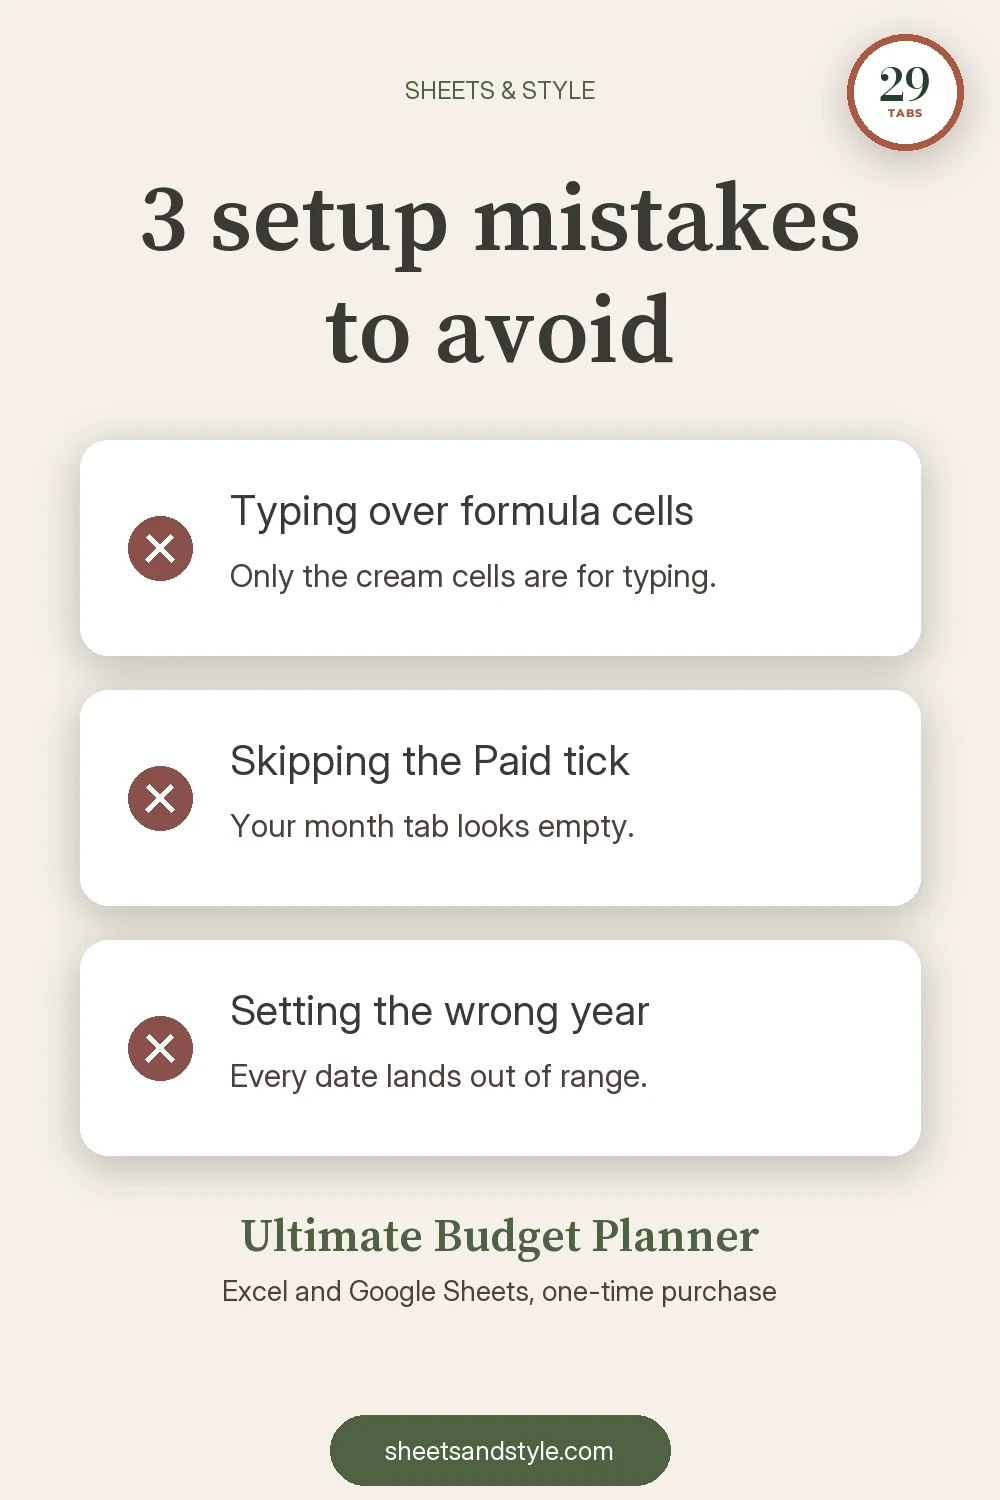 SHEETS & STYLE
29
TABS
3 setup mistakes
to avoid
Typing over formula cells
Only the cream cells are for typing.
Skipping the Paid tick
Your month tab looks empty.
Setting the wrong year
Every date lands out of range.
Ultimate Budget Planner
Excel and Google Sheets, one-time purchase
sheetsandstyle.com